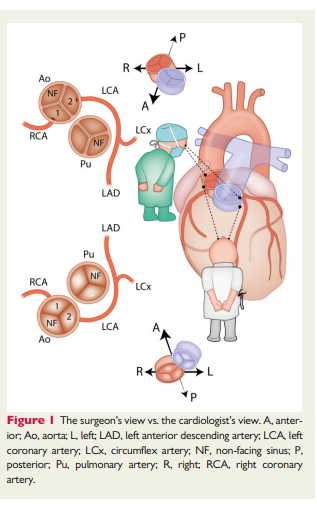 P
R
L
A
Ao
NF
2
1
LCA
RCA
NF
Pu
LCx
LAD
LAD
Pu
NF
RCA
LCx
1
2
NF
LCA
Ao
A
R
L
P
Figure 1 The surgeon's view vs. the cardiologist's view. A, anter-
ior; Ao, aorta; L, left; LAD, left anterior descending artery; LCA, left
coronary artery; LCx, circumflex artery; NF, non-facing sinus; P,
posterior; Pu, pulmonary artery; R, right; RCA, right coronary
artery.